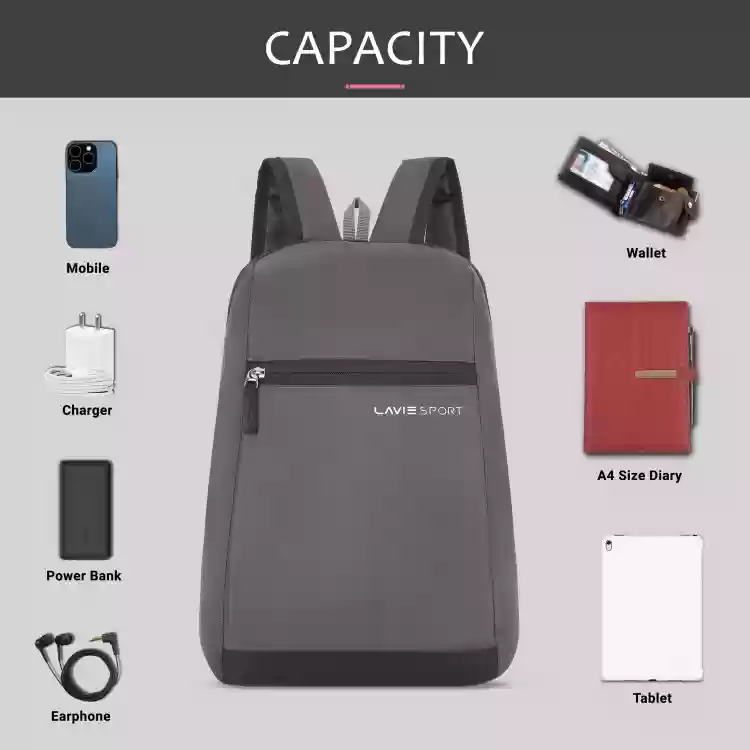 CAPACITY
Mobile
Wallet
Charger
LAVIE SPORT
A4 Size Diary
Power Bank
Earphone
Tablet